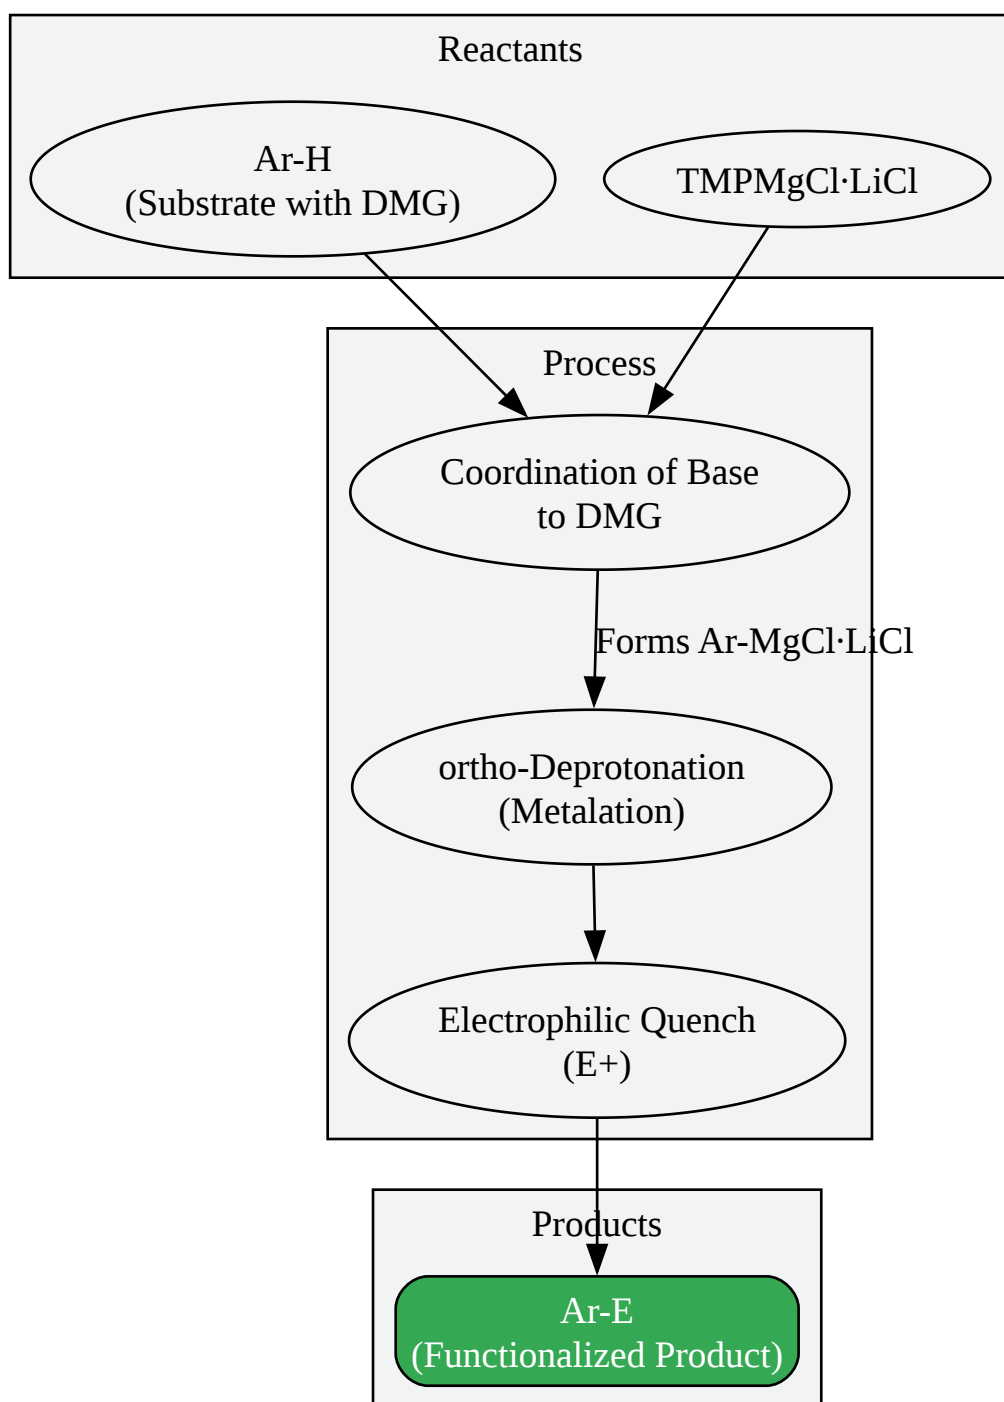 Reactants
Ar-H
(Substrate with DMG)
TMPMgCl·LiCl
Process
Coordination of Base
to DMG
Forms Ar-MgCl·LiCl
ortho-Deprotonation
(Metalation)
Electrophilic Quench
(E+)
Products
Ar-E
(Functionalized Product)